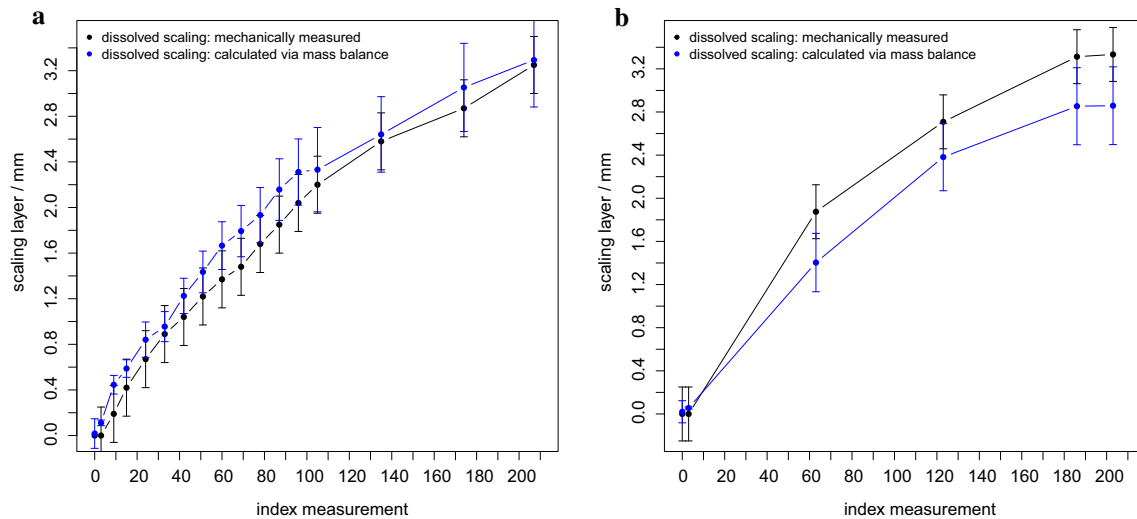 a
dissolved scaling: mechanically measured
dissolved scaling: calculated via mass balance
scaling layer / mm
0.0 0.4 0.8 1.2 1.6 2.0 2.4 2.8 3.2
0 20 40 60 80 100 120 140 160 180 200
index measurement
b
dissolved scaling: mechanically measured
dissolved scaling: calculated via mass balance
scaling layer / mm
0.0 0.4 0.8 1.2 1.6 2.0 2.4 2.8 3.2
0 20 40 60 80 100 120 140 160 180 200
index measurement